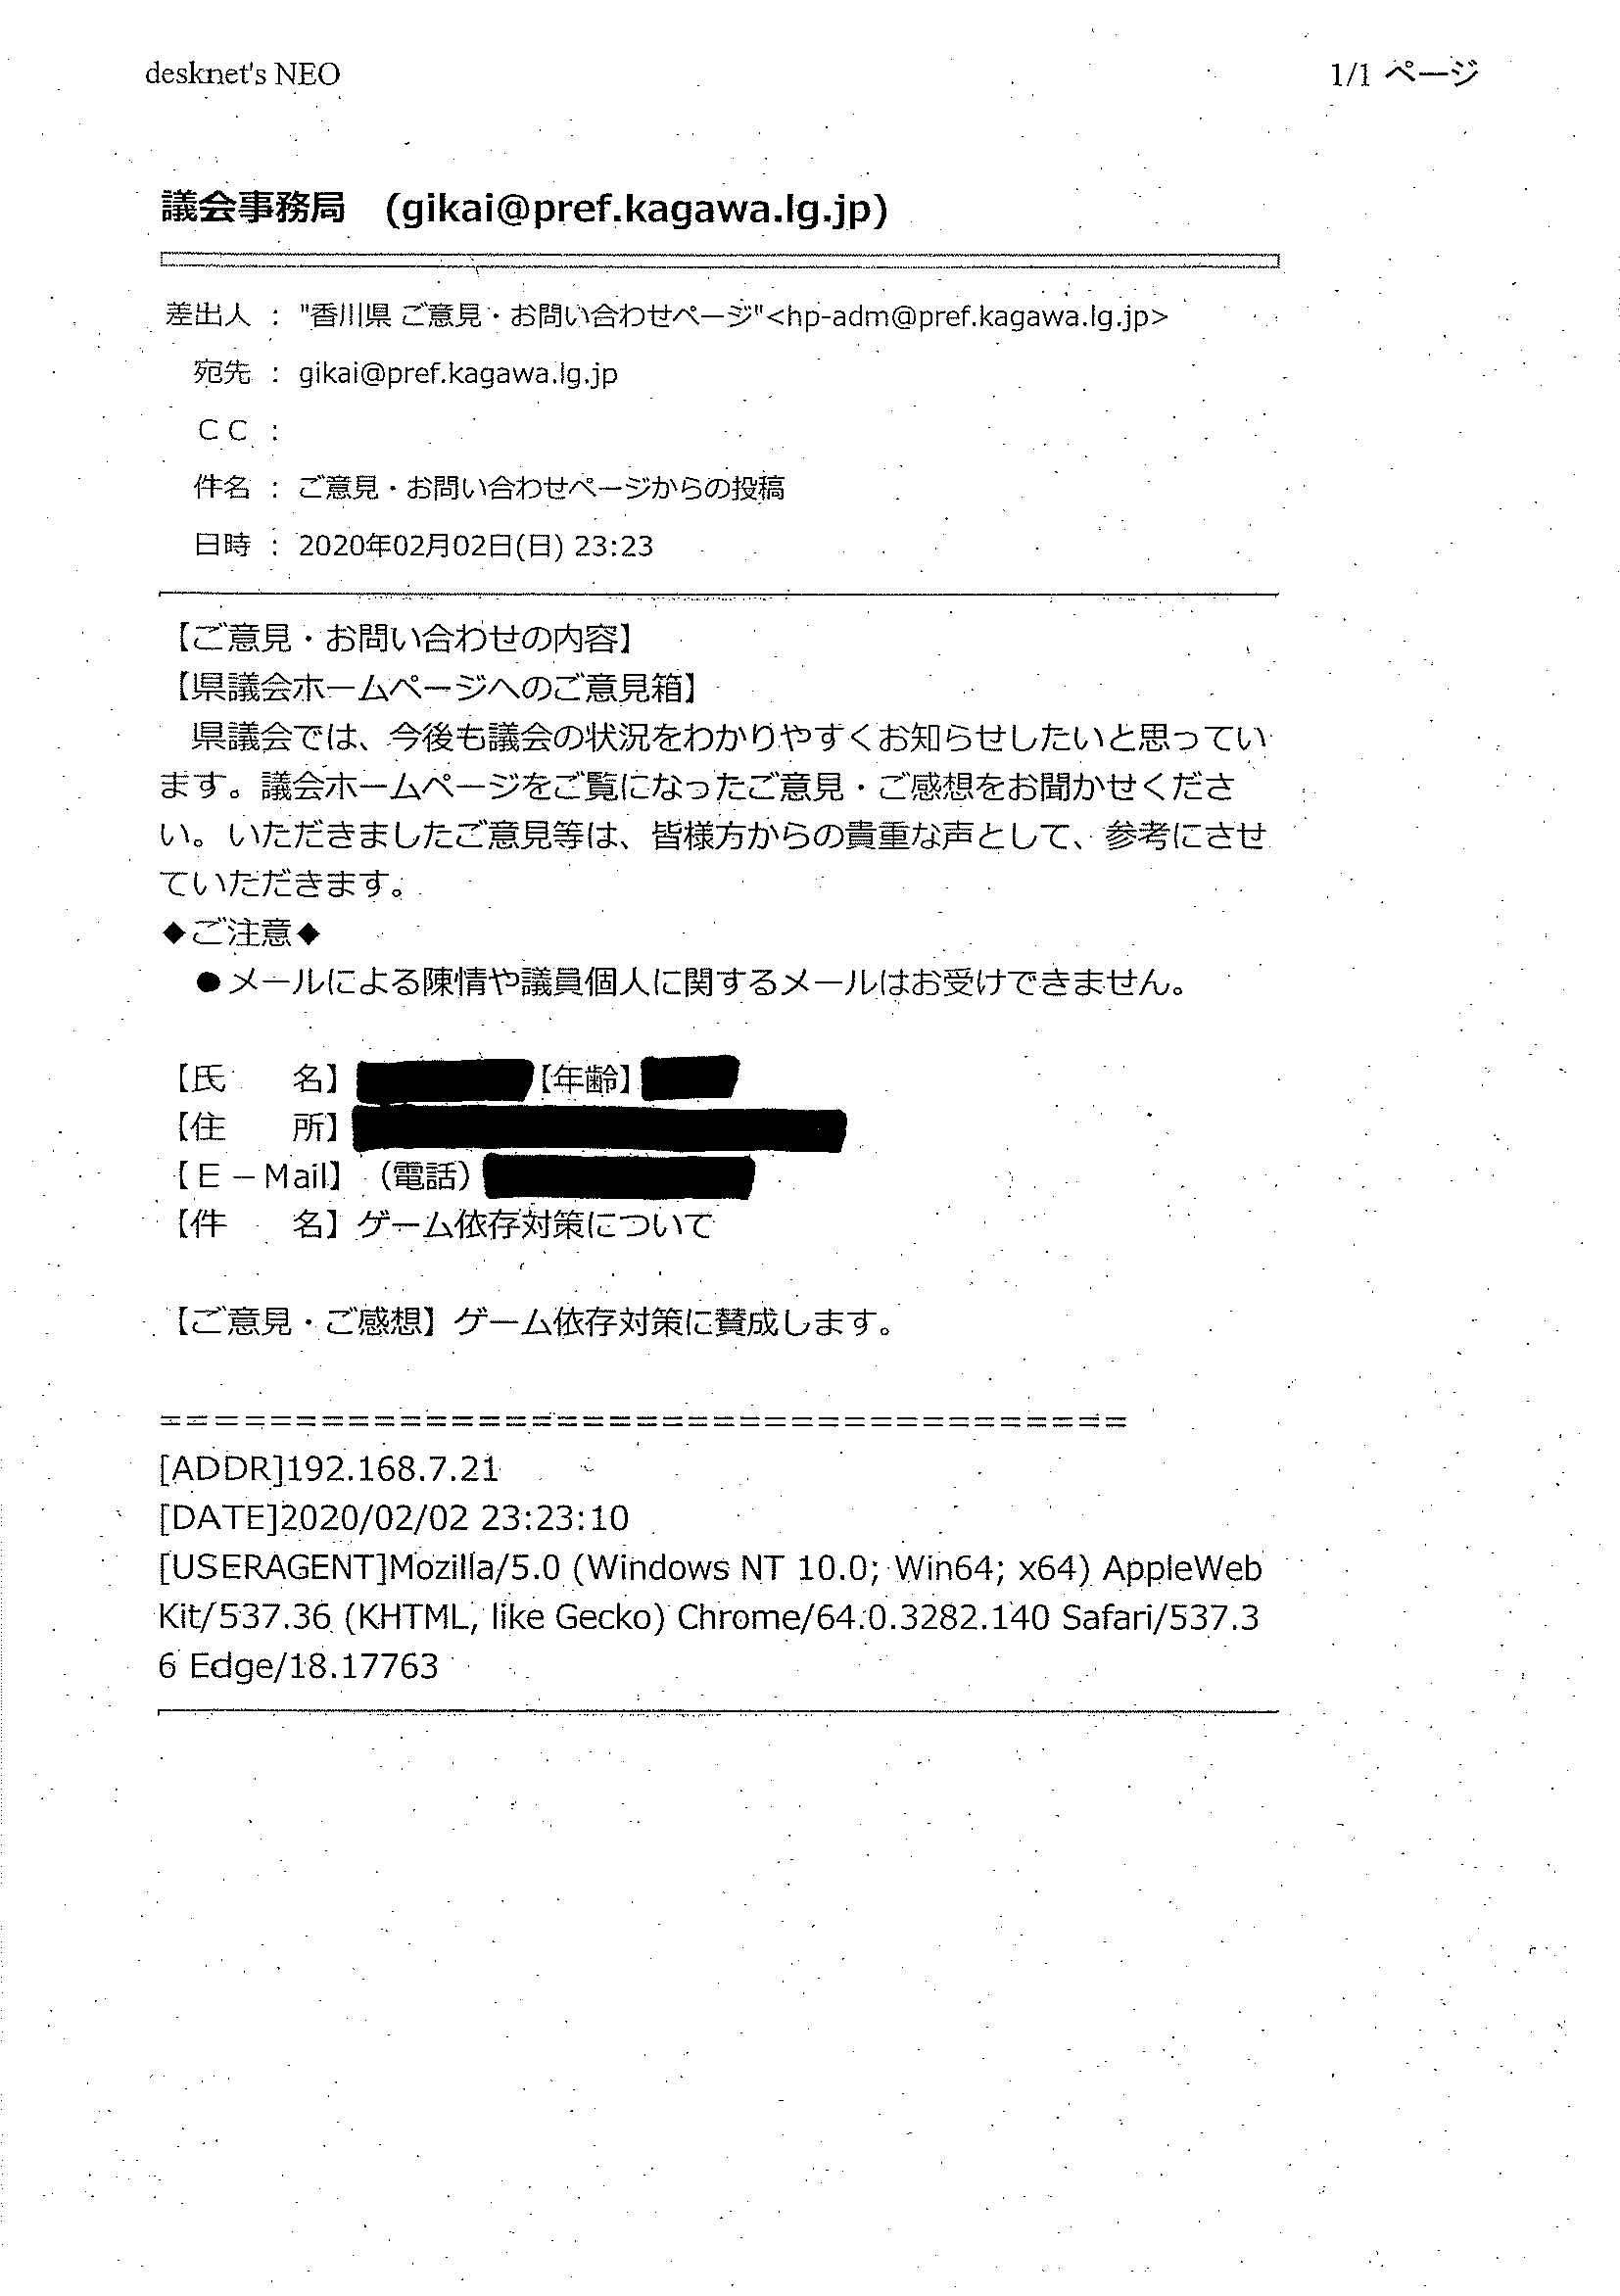 desknet's NEO 1/1 ページ
議会事務局 (gikai@pref.kagawa.lg.jp)
差出人 : "香川県 ご意見・お問い合わせページ"<hp-adm@pref.kagawa.lg.jp>
宛先 : gikai@pref.kagawa.lg.jp
ＣＣ :
件名 : ご意見・お問い合わせページからの投稿
日時 : 2020年02月02日(日) 23:23
【ご意見・お問い合わせの内容】
【県議会ホームページへのご意見箱】
県議会では、今後も議会の状況をわかりやすくお知らせしたいと思ってい
ます。議会ホームページをご覧になったご意見・ご感想をお聞かせくださ
い。いただきましたご意見等は、皆様方からの貴重な声として、参考にさせ
ていただきます。
◆ご注意◆
●メールによる陳情や議員個人に関するメールはお受けできません。
【氏　　名】 【年齢】
【住　　所】
【Ｅ－Mail】（電話）
【件　　名】ゲーム依存対策について
【ご意見・ご感想】ゲーム依存対策に賛成します。
=====================================
[ADDR]192.168.7.21
[DATE]2020/02/02 23:23:10
[USERAGENT]Mozilla/5.0 (Windows NT 10.0; Win64; x64) AppleWeb
Kit/537.36 (KHTML, like Gecko) Chrome/64.0.3282.140 Safari/537.3
6 Edge/18.17763